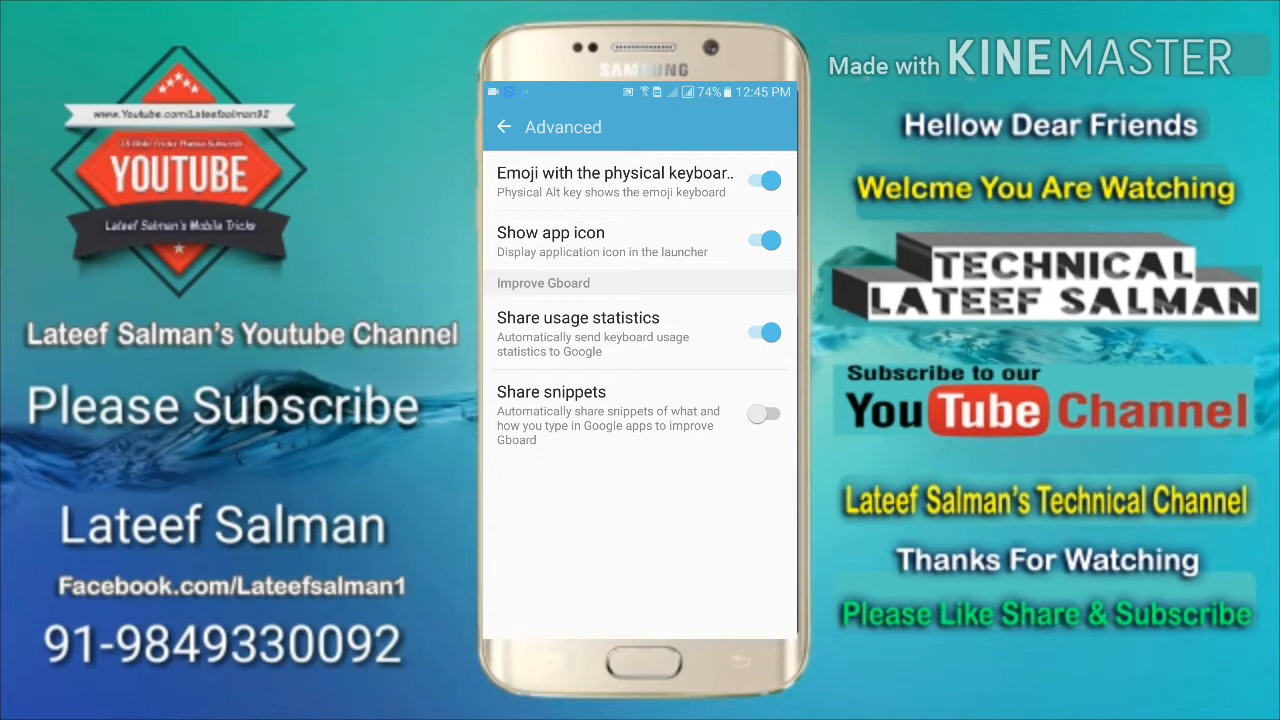 www.Youtube.com/Lateefsalman92
YOUTUBE
Lateef Salman's Mobile Tricks
Lateef Salman's Youtube Channel
Please Subscribe
Lateef Salman
Facebook.com/Lateefsalman1
91-9849330092
SAMSUNG
74% 12:45 PM
Advanced
Emoji with the physical keyboar..
Physical Alt key shows the emoji keyboard
Show app icon
Display application icon in the launcher
Improve Gboard
Share usage statistics
Automatically send keyboard usage
statistics to Google
Share snippets
Automatically share snippets of what and
how you type in Google apps to improve
Gboard
Made with KINEMASTER
Hellow Dear Friends
Welcme You Are Watching
TECHNICAL
LATEEF SALMAN
Subscribe to our
YouTube Channel
Lateef Salman's Technical Channel
Thanks For Watching
Please Like Share & Subscribe